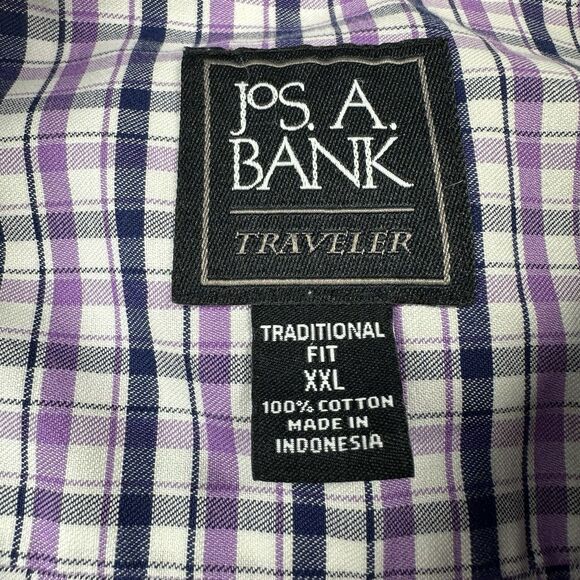 JOS. A.
BANK
TRAVELER
TRADITIONAL
FIT
XXL
100% COTTON
MADE IN
INDONESIA